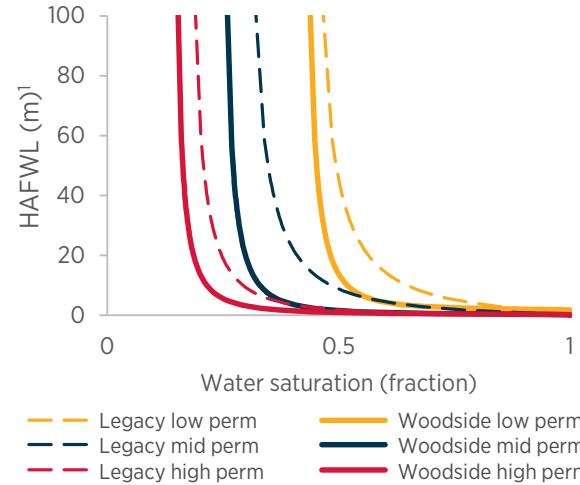 100
80
60
40
20
0
HAFWL (m)¹
0 0.5 1
Water saturation (fraction)
Legacy low perm Woodside low perm
Legacy mid perm Woodside mid perm
Legacy high perm Woodside high perm